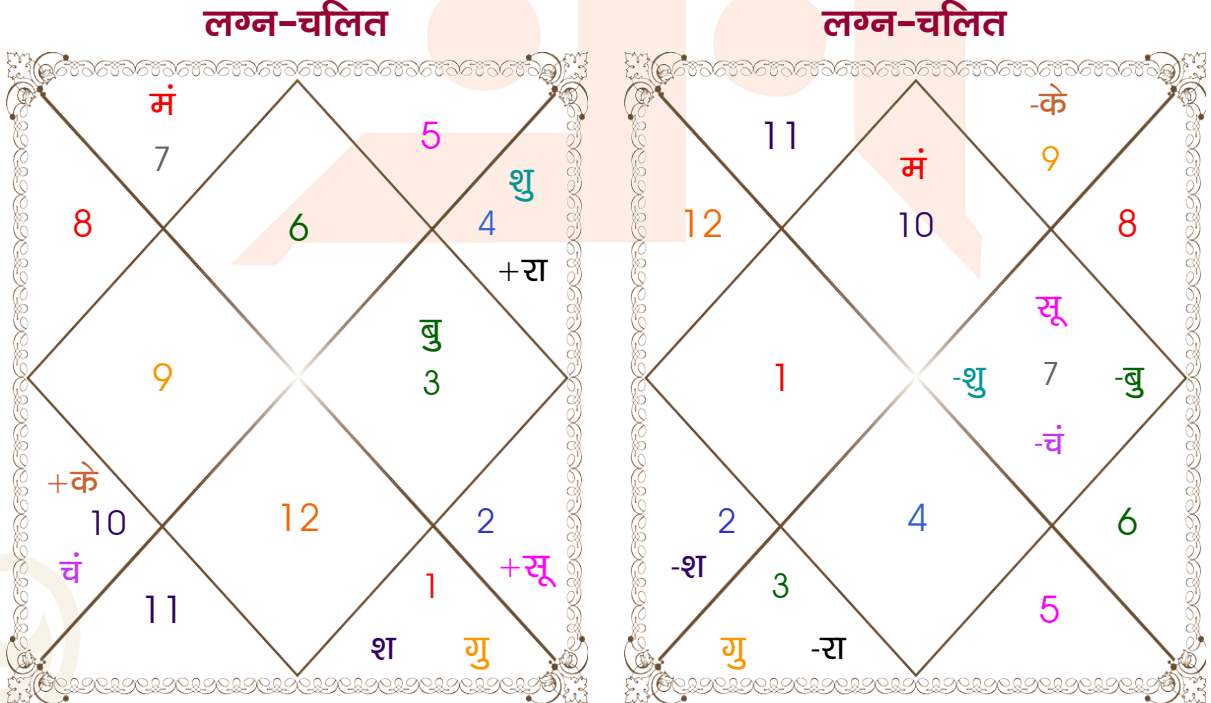 लग्न-चलित
मं
7
5
शु
4
+रा
8
6
बु
3
9
+के
10
चं
11
12
2
+सू
1
श
गु
लग्न-चलित
11
मं
10
-के
9
12
8
सू
-शु
7
-बु
-चं
1
2
-श
3
गु
-रा
4
6
5